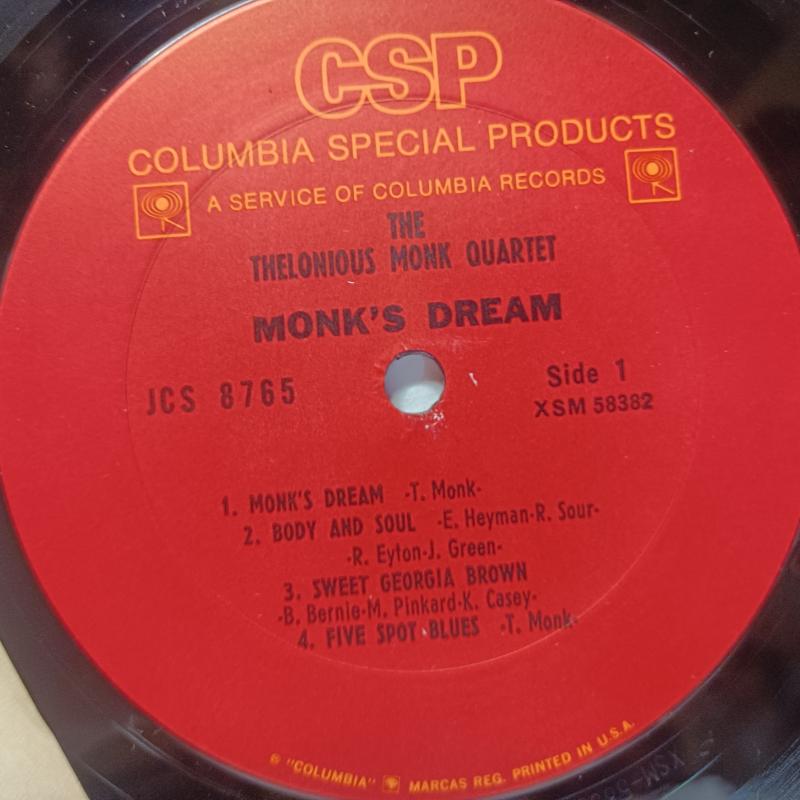 CSP
COLUMBIA SPECIAL PRODUCTS
A SERVICE OF COLUMBIA RECORDS
THE
THELONIOUS MONK QUARTET
MONK'S DREAM
JCS 8765
Side 1
XSM 58382
1. MONK'S DREAM -T. Monk-
2. BODY AND SOUL -E. Heyman-R. Sour-
-R. Eyton-J. Green-
3. SWEET GEORGIA BROWN
-B. Bernie-M. Pinkard-K. Casey-
4. FIVE SPOT BLUES -T. Monk-
® "COLUMBIA" MARCAS REG. PRINTED IN U.S.A.